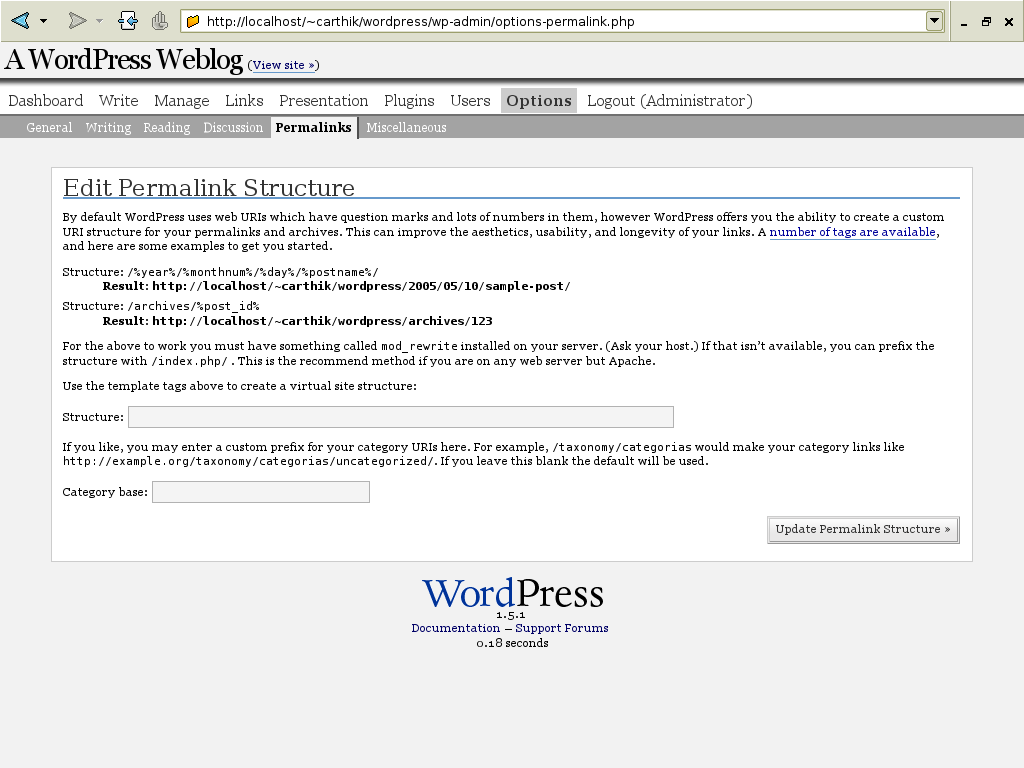 http://localhost/~carthik/wordpress/wp-admin/options-permalink.php
A WordPress Weblog (View site »)
Dashboard Write Manage Links Presentation Plugins Users Options Logout (Administrator)
General Writing Reading Discussion Permalinks Miscellaneous
Edit Permalink Structure
By default WordPress uses web URIs which have question marks and lots of numbers in them, however WordPress offers you the ability to create a custom
URI structure for your permalinks and archives. This can improve the aesthetics, usability, and longevity of your links. A number of tags are available,
and here are some examples to get you started.
Structure: /%year%/%monthnum%/%day%/%postname%/
Result: http://localhost/~carthik/wordpress/2005/05/10/sample-post/
Structure: /archives/%post_id%
Result: http://localhost/~carthik/wordpress/archives/123
For the above to work you must have something called mod_rewrite installed on your server. (Ask your host.) If that isn't available, you can prefix the
structure with /index.php/ . This is the recommend method if you are on any web server but Apache.
Use the template tags above to create a virtual site structure:
Structure:
If you like, you may enter a custom prefix for your category URIs here. For example, /taxonomy/categorias would make your category links like
http://example.org/taxonomy/categorias/uncategorized/. If you leave this blank the default will be used.
Category base:
Update Permalink Structure »
WordPress
1.5.1
Documentation — Support Forums
0.18 seconds